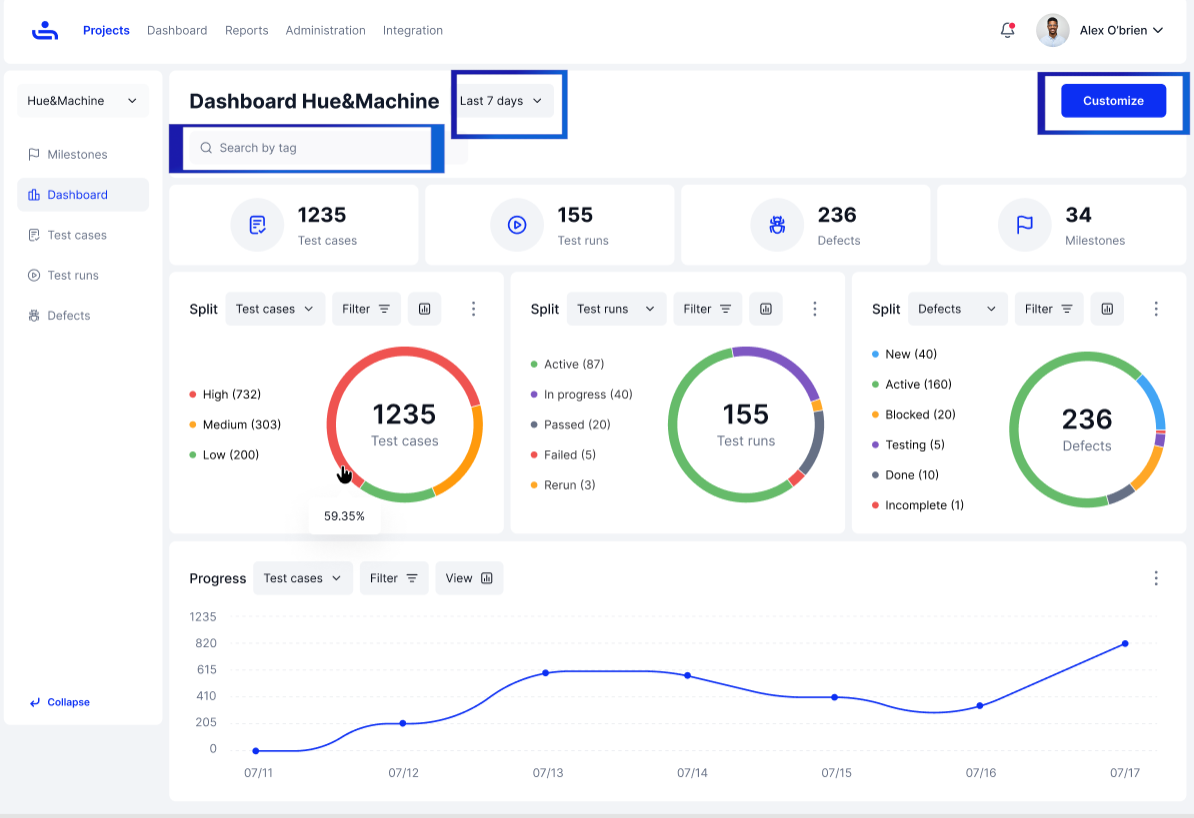 Projects Dashboard Reports Administration Integration
Alex O'brien
Hue&Machine
Milestones
Dashboard
Test cases
Test runs
Defects
Collapse
Dashboard Hue&Machine
Last 7 days
Customize
Search by tag
1235
Test cases
155
Test runs
236
Defects
34
Milestones
Split Test cases Filter
High (732)
Medium (303)
Low (200)
1235
Test cases
59.35%
Split Test runs Filter
Active (87)
In progress (40)
Passed (20)
Failed (5)
Rerun (3)
155
Test runs
Split Defects Filter
New (40)
Active (160)
Blocked (20)
Testing (5)
Done (10)
Incomplete (1)
236
Defects
Progress Test cases Filter View
1235
820
615
410
205
0
07/11 07/12 07/13 07/14 07/15 07/16 07/17